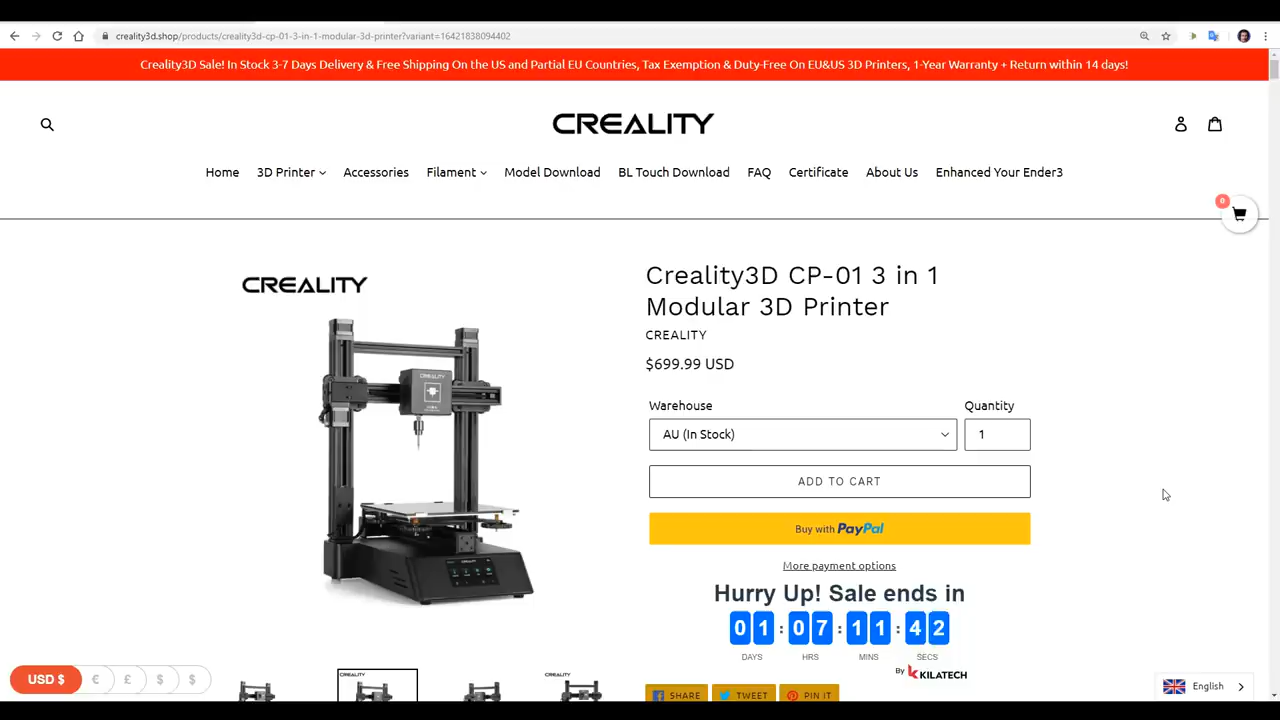 creality3d.shop/products/creality3d-cp-01-3-in-1-modular-3d-printer?variant=16421838094402
Creality3D Sale! In Stock 3-7 Days Delivery & Free Shipping On the US and Partial EU Countries, Tax Exemption & Duty-Free On EU&US 3D Printers, 1-Year Warranty + Return within 14 days!
CREALITY
Home 3D Printer Accessories Filament Model Download BL Touch Download FAQ Certificate About Us Enhanced Your Ender3
0
CREALITY
Creality3D CP-01 3 in 1
Modular 3D Printer
CREALITY
$699.99 USD
Warehouse Quantity
AU (In Stock) 1
ADD TO CART
Buy with PayPal
More payment options
Hurry Up! Sale ends in
01 : 07 : 11 : 42
DAYS HRS MINS SECS
By KILATECH
CREALITY
USD $ € £ $ $
CREALITY
CREALITY
SHARE TWEET PIN IT
English